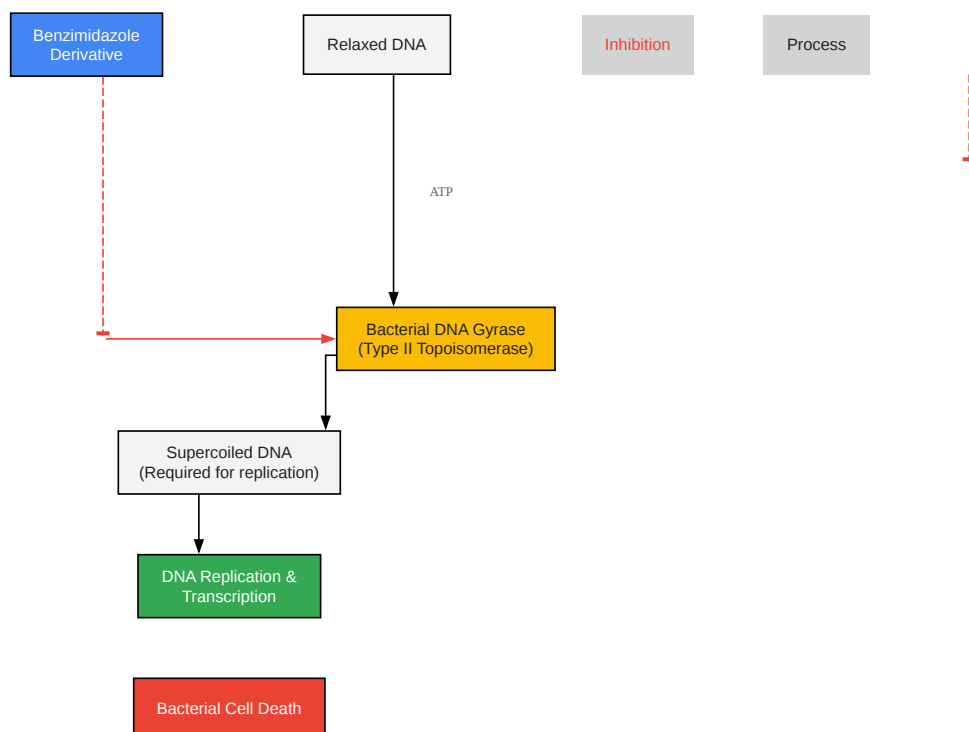 Benzimidazole
Derivative
Relaxed DNA
Inhibition
Process
ATP
Bacterial DNA Gyrase
(Type II Topoisomerase)
Supercoiled DNA
(Required for replication)
DNA Replication &
Transcription
Bacterial Cell Death